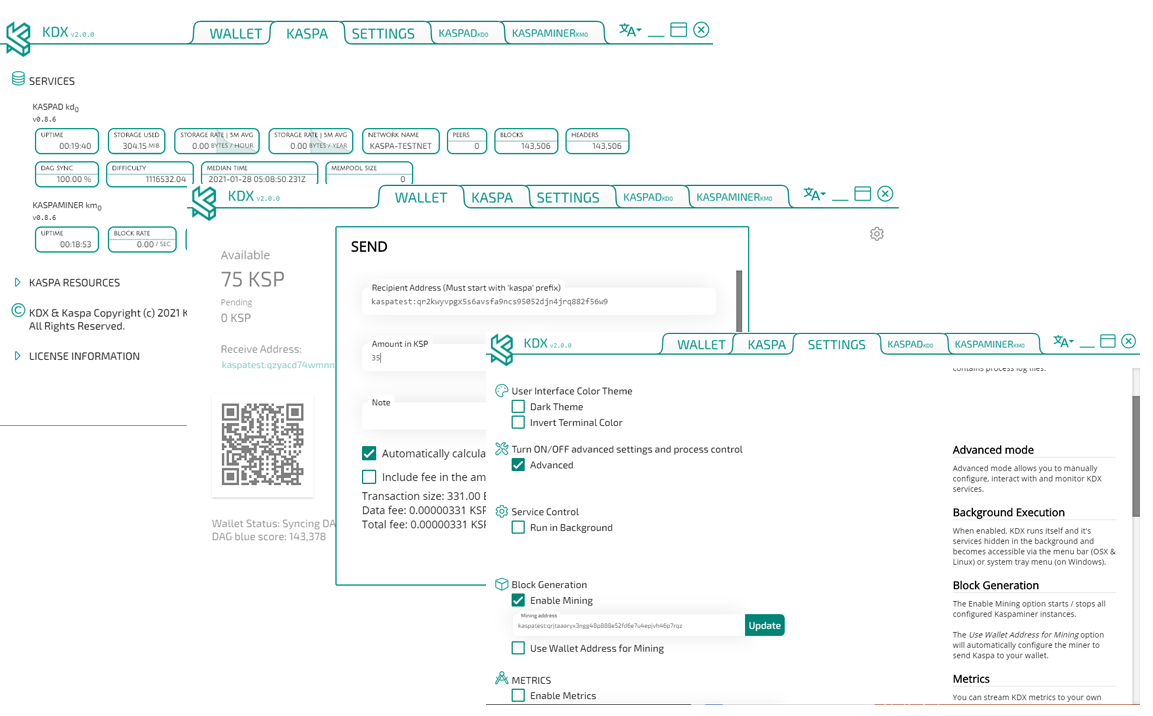 KDX v2.0.0
WALLET
KASPA
SETTINGS
KASPADKD0
KASPAMINERKM0
SERVICES
KASPAD kd0
v0.8.6
UPTIME
00:19:40
STORAGE USED
304.15 MIB
STORAGE RATE | 5M AVG
0.00 BYTES / HOUR
STORAGE RATE | 5M AVG
0.00 BYTES / YEAR
NETWORK NAME
KASPA-TESTNET
PEERS
0
BLOCKS
143,506
HEADERS
143,506
DAG SYNC
100.00 %
DIFFICULTY
1116532.04
MEDIAN TIME
2021-01-28 05:08:50.231Z
MEMPOOL SIZE
0
KASPAMINER km0
v0.8.6
UPTIME
00:18:53
BLOCK RATE
0.00 / SEC
KASPA RESOURCES
KDX & Kaspa Copyright (c) 2021 K
All Rights Reserved.
LICENSE INFORMATION
KDX v2.0.0
WALLET
KASPA
SETTINGS
KASPADKD0
KASPAMINERKM0
Available
75 KSP
Pending
0 KSP
Receive Address:
kaspatest:qzyacd74wmnn
Wallet Status: Syncing DA
DAG blue score: 143,378
SEND
Recipient Address (Must start with 'kaspa' prefix)
kaspatest:qr2kwyvpgx5s6avsfa9ncs95052djn4jrq882f56w9
Amount in KSP
35
Note
Automatically calcula
Include fee in the am
Transaction size: 331.00 B
Data fee: 0.00000331 KSP
Total fee: 0.00000331 KSP
KDX v2.0.0
WALLET
KASPA
SETTINGS
KASPADKD0
KASPAMINERKM0
User Interface Color Theme
Dark Theme
Invert Terminal Color
Turn ON/OFF advanced settings and process control
Advanced
Service Control
Run in Background
Block Generation
Enable Mining
Mining address
Update
Use Wallet Address for Mining
METRICS
Enable Metrics
contains process log files.
Advanced mode
Advanced mode allows you to manually
configure, interact with and monitor KDX
services.
Background Execution
When enabled, KDX runs itself and it's
services hidden in the background and
becomes accessible via the menu bar (OSX &
Linux) or system tray menu (on Windows).
Block Generation
The Enable Mining option starts / stops all
configured Kaspaminer instances.
The Use Wallet Address for Mining option
will automatically configure the miner to
send Kaspa to your wallet.
Metrics
You can stream KDX metrics to your own